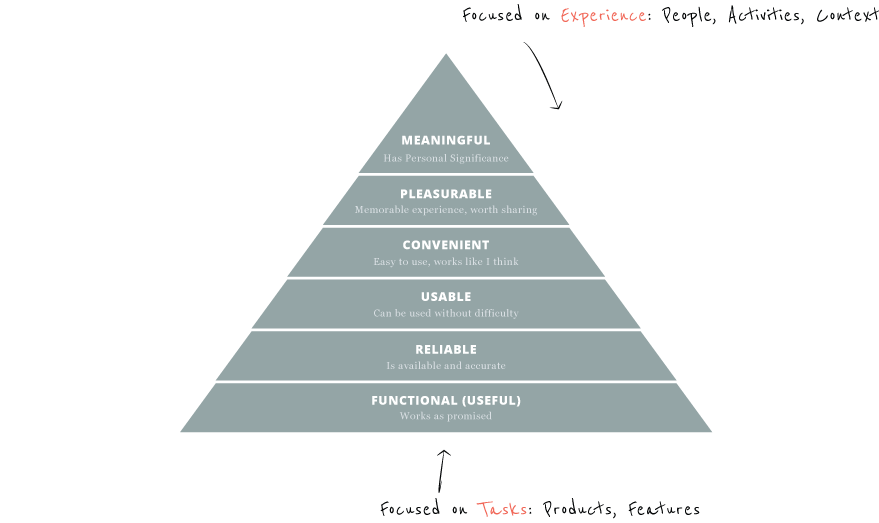 Focused on Experience: People, Activities, Context
MEANINGFUL
Has Personal Significance
PLEASURABLE
Memorable experience, worth sharing
CONVENIENT
Easy to use, works like I think
USABLE
Can be used without difficulty
RELIABLE
Is available and accurate
FUNCTIONAL (USEFUL)
Works as promised
Focused on Tasks: Products, Features